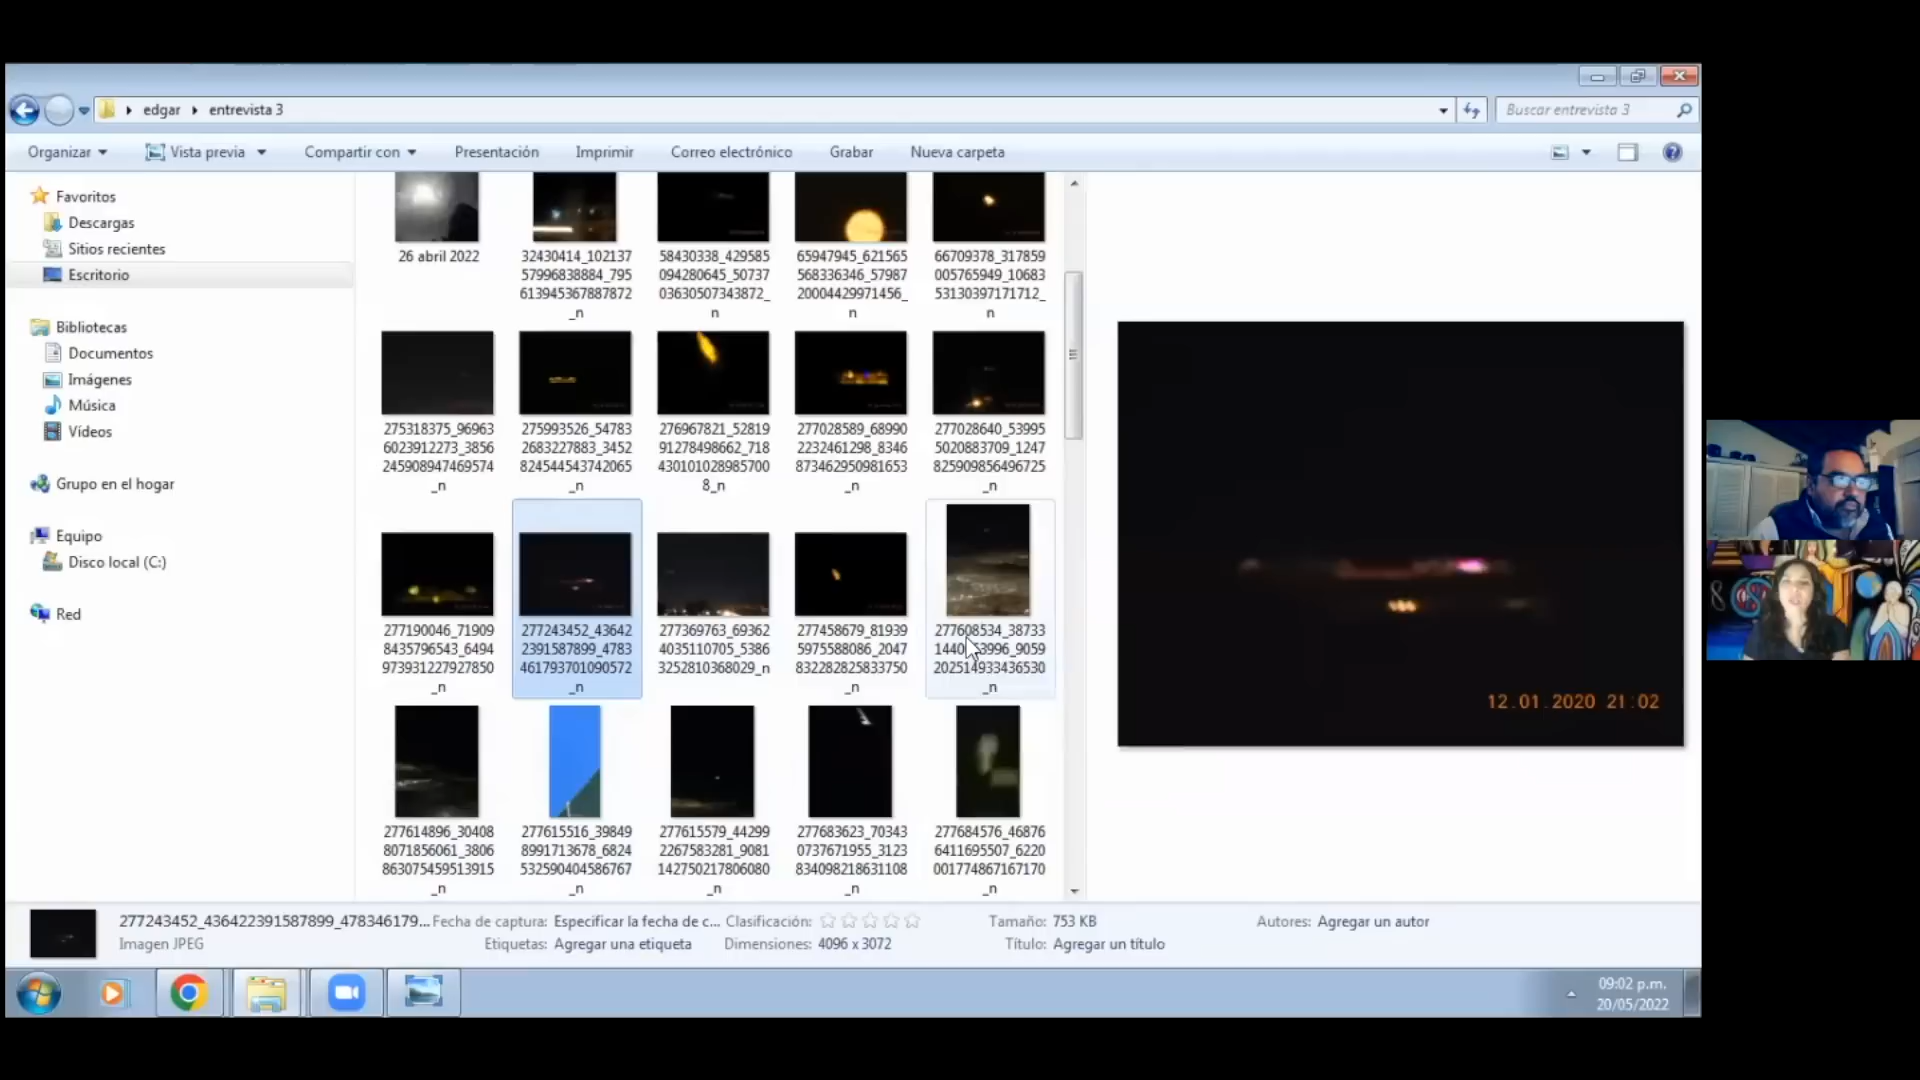 edgar
entrevista 3
Buscar entrevista 3
Organizar
Vista previa
Compartir con
Presentación
Imprimir
Correo electrónico
Grabar
Nueva carpeta
Favoritos
Descargas
Sitios recientes
Escritorio
Bibliotecas
Documentos
Imágenes
Música
Vídeos
Grupo en el hogar
Equipo
Disco local (C:)
Red
26 abril 2022
32430414_102137
57996838884_795
613945367887872
_n
58430338_429585
094280645_50737
03630507343872_
n
65947945_621565
568336346_57987
20004429971456_
n
66709378_317859
005765949_10683
53130397171712_
n
275318375_96963
6023912273_3856
245908947469574
_n
275993526_54783
2683227883_3452
824544543742065
_n
276967821_52819
91278498662_718
430101028985700
8_n
277028589_68990
2232461298_8346
873462950981653
_n
277028640_53995
5020883709_1247
825909856496725
_n
277190046_71909
8435796543_6494
973931227927850
_n
277243452_43642
2391587899_4783
461793701090572
_n
277369763_69362
4035110705_5386
3252810368029_n
277458679_81939
5975588086_2047
832282825833750
_n
277608534_38733
202514933436530
_n
277614896_30408
8071856061_3806
863075459513915
_n
277615516_39849
8991713678_6824
532590404586767
_n
277615579_44299
2267583281_9081
142750217806080
_n
277683623_70343
0737671955_3123
834098218631108
_n
277684576_46876
6411695507_6220
001774867167170
_n
12.01.2020 21:02
277243452_436422391587899_478346179...
Imagen JPEG
Fecha de captura: Especificar la fecha de c...
Etiquetas: Agregar una etiqueta
Clasificación:
Dimensiones: 4096 x 3072
Tamaño: 753 KB
Título: Agregar un título
Autores: Agregar un autor
09:02 p.m.
20/05/2022